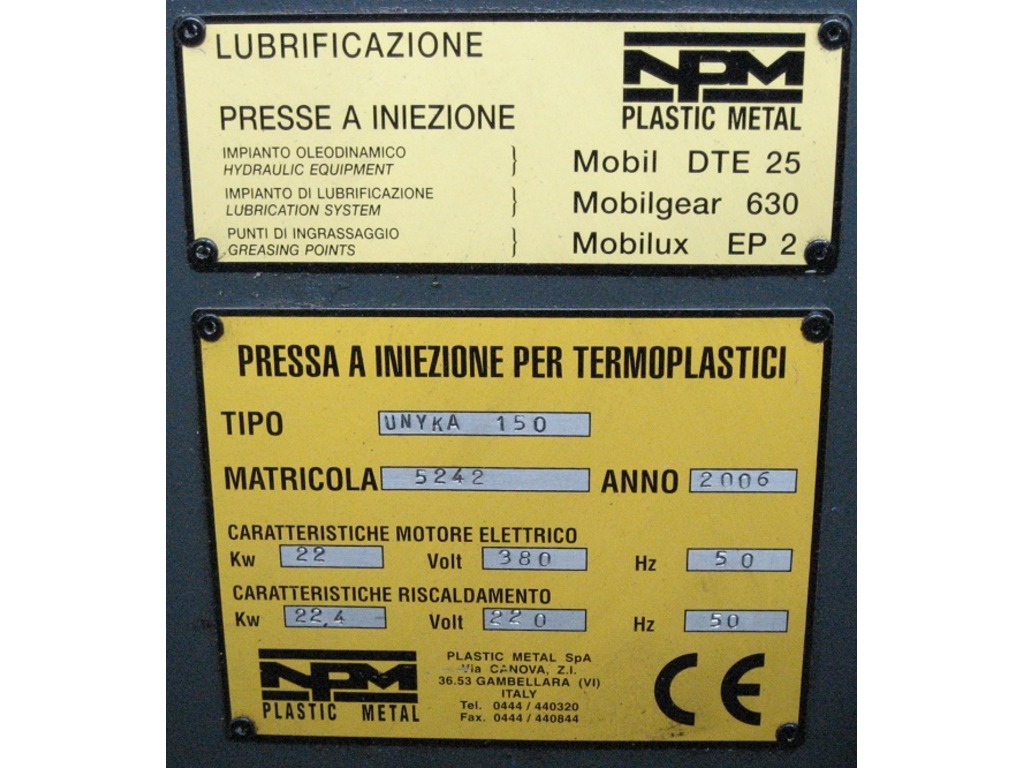 LUBRIFICAZIONE
NPM
PLASTIC METAL
PRESSE A INIEZIONE
IMPIANTO OLEODINAMICO
HYDRAULIC EQUIPMENT
} Mobil DTE 25
IMPIANTO DI LUBRIFICAZIONE
LUBRICATION SYSTEM
} Mobilgear 630
PUNTI DI INGRASSAGGIO
GREASING POINTS
} Mobilux EP 2
PRESSA A INIEZIONE PER TERMOPLASTICI
TIPO UNYKA 150
MATRICOLA 5242 ANNO 2006
CARATTERISTICHE MOTORE ELETTRICO
Kw 22 Volt 380 Hz 50
CARATTERISTICHE RISCALDAMENTO
Kw 22,4 Volt 220 Hz 50
NPM
PLASTIC METAL
PLASTIC METAL SpA
Via CANOVA, Z.I.
36.53 GAMBELLARA (VI)
ITALY
Tel. 0444 / 440320
Fax. 0444 / 440844
CE